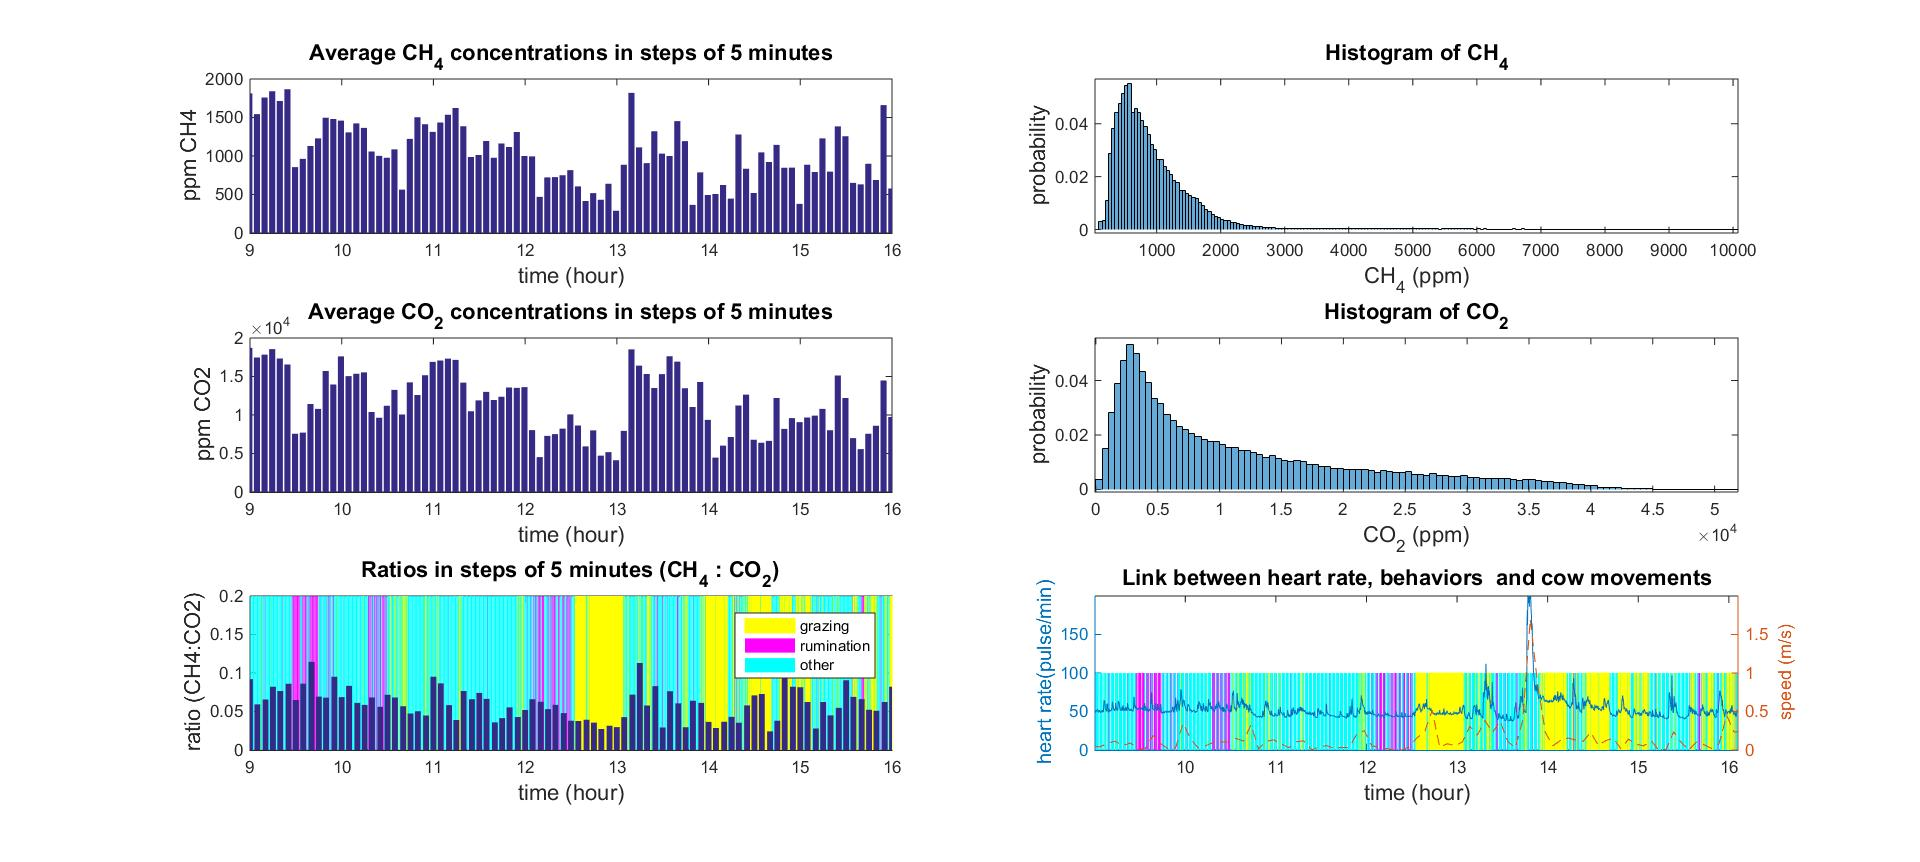 Average CH4 concentrations in steps of 5 minutes
2000
1500
1000
500
0
ppm CH4
9 10 11 12 13 14 15 16
time (hour)
Histogram of CH4
0.04
0.02
0
probability
1000 2000 3000 4000 5000 6000 7000 8000 9000 10000
CH4 (ppm)
Average CO2 concentrations in steps of 5 minutes
×10^4
2
1.5
1
0.5
0
ppm CO2
9 10 11 12 13 14 15 16
time (hour)
Histogram of CO2
0.04
0.02
0
probability
0 0.5 1 1.5 2 2.5 3 3.5 4 4.5 5
×10^4
CO2 (ppm)
Ratios in steps of 5 minutes (CH4 : CO2)
0.2
0.15
0.1
0.05
0
ratio (CH4:CO2)
grazing
rumination
other
9 10 11 12 13 14 15 16
time (hour)
Link between heart rate, behaviors and cow movements
150
100
50
0
heart rate(pulse/min)
1.5
1
0.5
0
speed (m/s)
10 11 12 13 14 15 16
time (hour)